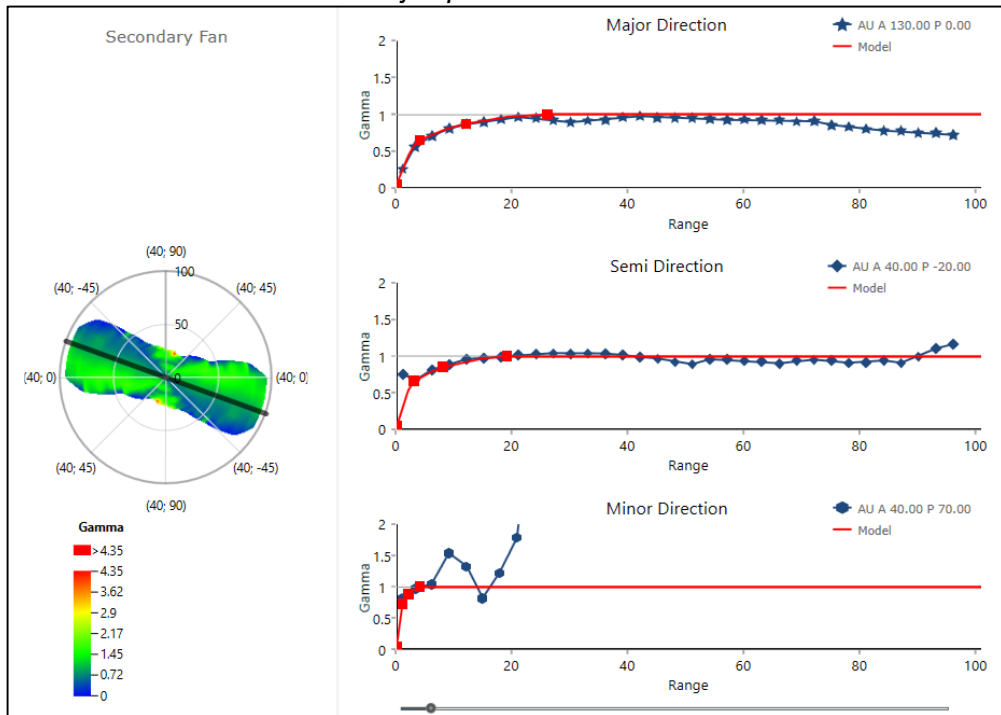 Secondary Fan
(40; 90)
100
(40; -45)
(40; 45)
50
(40; 0)
0
(40; 0)
(40; 45)
(40; -45)
(40; 90)
Gamma
>4.35
4.35
3.62
2.9
2.17
1.45
0.72
0
Major Direction
AU A 130.00 P 0.00
Model
Gamma
2
1.5
1
0.5
0
0 20 40 60 80 100
Range
Semi Direction
AU A 40.00 P -20.00
Model
Gamma
2
1.5
1
0.5
0
0 20 40 60 80 100
Range
Minor Direction
AU A 40.00 P 70.00
Model
Gamma
2
1.5
1
0.5
0
0 20 40 60 80 100
Range